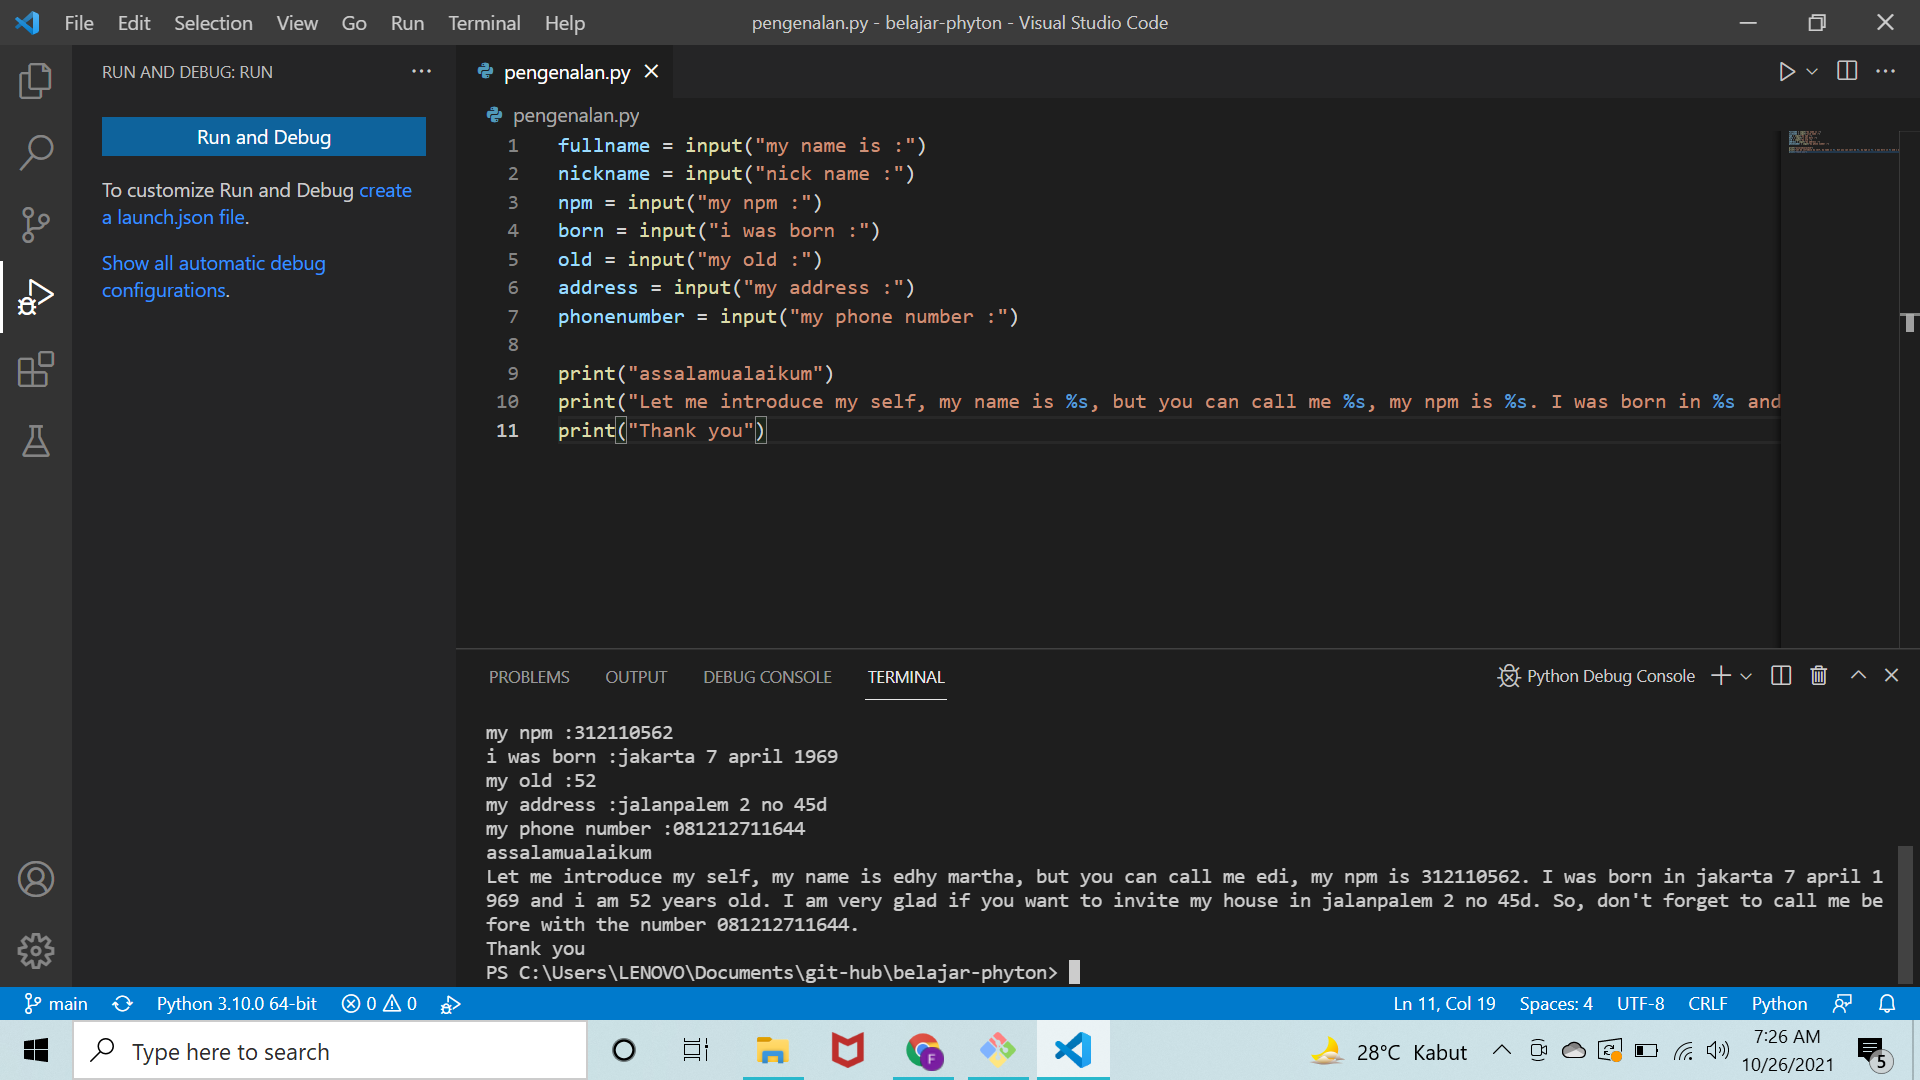 File Edit Selection View Go Run Terminal Help
pengenalan.py - belajar-phyton - Visual Studio Code
RUN AND DEBUG: RUN
Run and Debug
To customize Run and Debug create
a launch.json file.
Show all automatic debug
configurations.
pengenalan.py
pengenalan.py
1 fullname = input("my name is :")
2 nickname = input("nick name :")
3 npm = input("my npm :")
4 born = input("i was born :")
5 old = input("my old :")
6 address = input("my address :")
7 phonenumber = input("my phone number :")
8
9 print("assalamualaikum")
10 print("Let me introduce my self, my name is %s, but you can call me %s, my npm is %s. I was born in %s and
11 print("Thank you")
PROBLEMS OUTPUT DEBUG CONSOLE TERMINAL
Python Debug Console
my npm :312110562
i was born :jakarta 7 april 1969
my old :52
my address :jalanpalem 2 no 45d
my phone number :081212711644
assalamualaikum
Let me introduce my self, my name is edhy martha, but you can call me edi, my npm is 312110562. I was born in jakarta 7 april 1
969 and i am 52 years old. I am very glad if you want to invite my house in jalanpalem 2 no 45d. So, don't forget to call me be
fore with the number 081212711644.
Thank you
PS C:\Users\LENOVO\Documents\git-hub\belajar-phyton>
main Python 3.10.0 64-bit 0 0
Ln 11, Col 19 Spaces: 4 UTF-8 CRLF Python
Type here to search
F
28°C Kabut
7:26 AM
10/26/2021
5